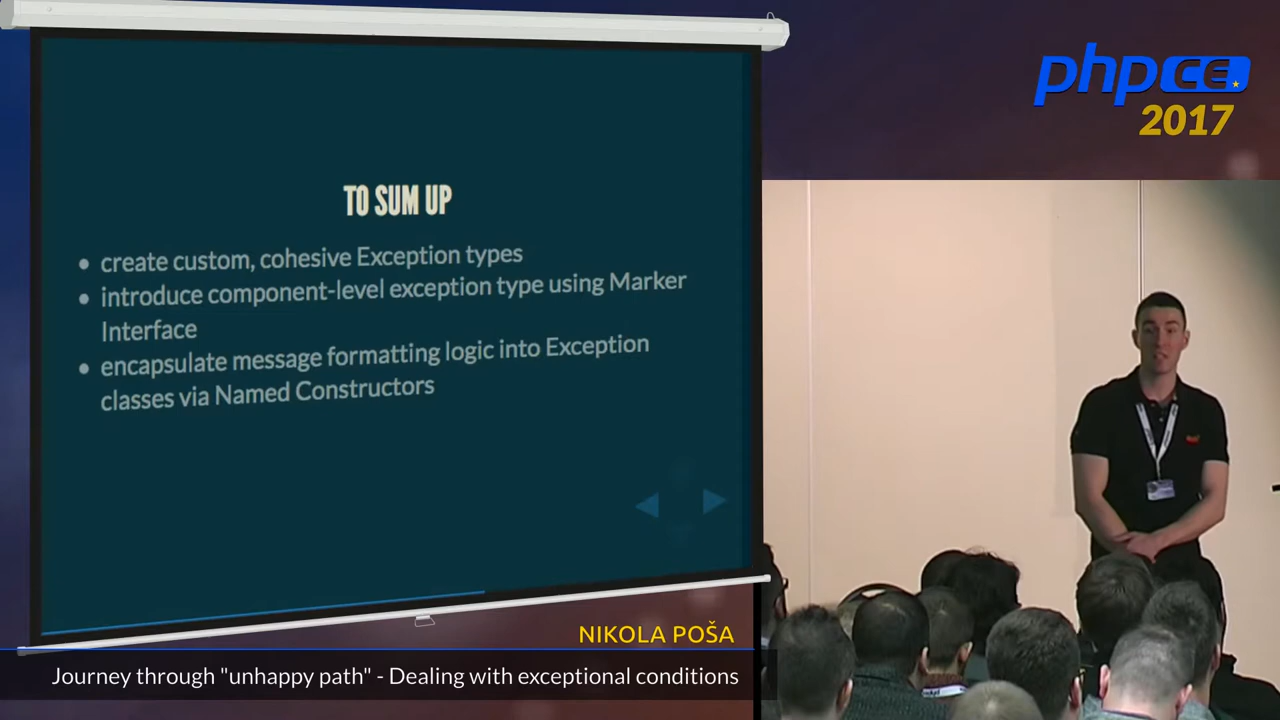 phpCE
2017
TO SUM UP
• create custom, cohesive Exception types
• introduce component-level exception type using Marker
Interface
• encapsulate message formatting logic into Exception
classes via Named Constructors
NIKOLA POŠA
Journey through "unhappy path" - Dealing with exceptional conditions